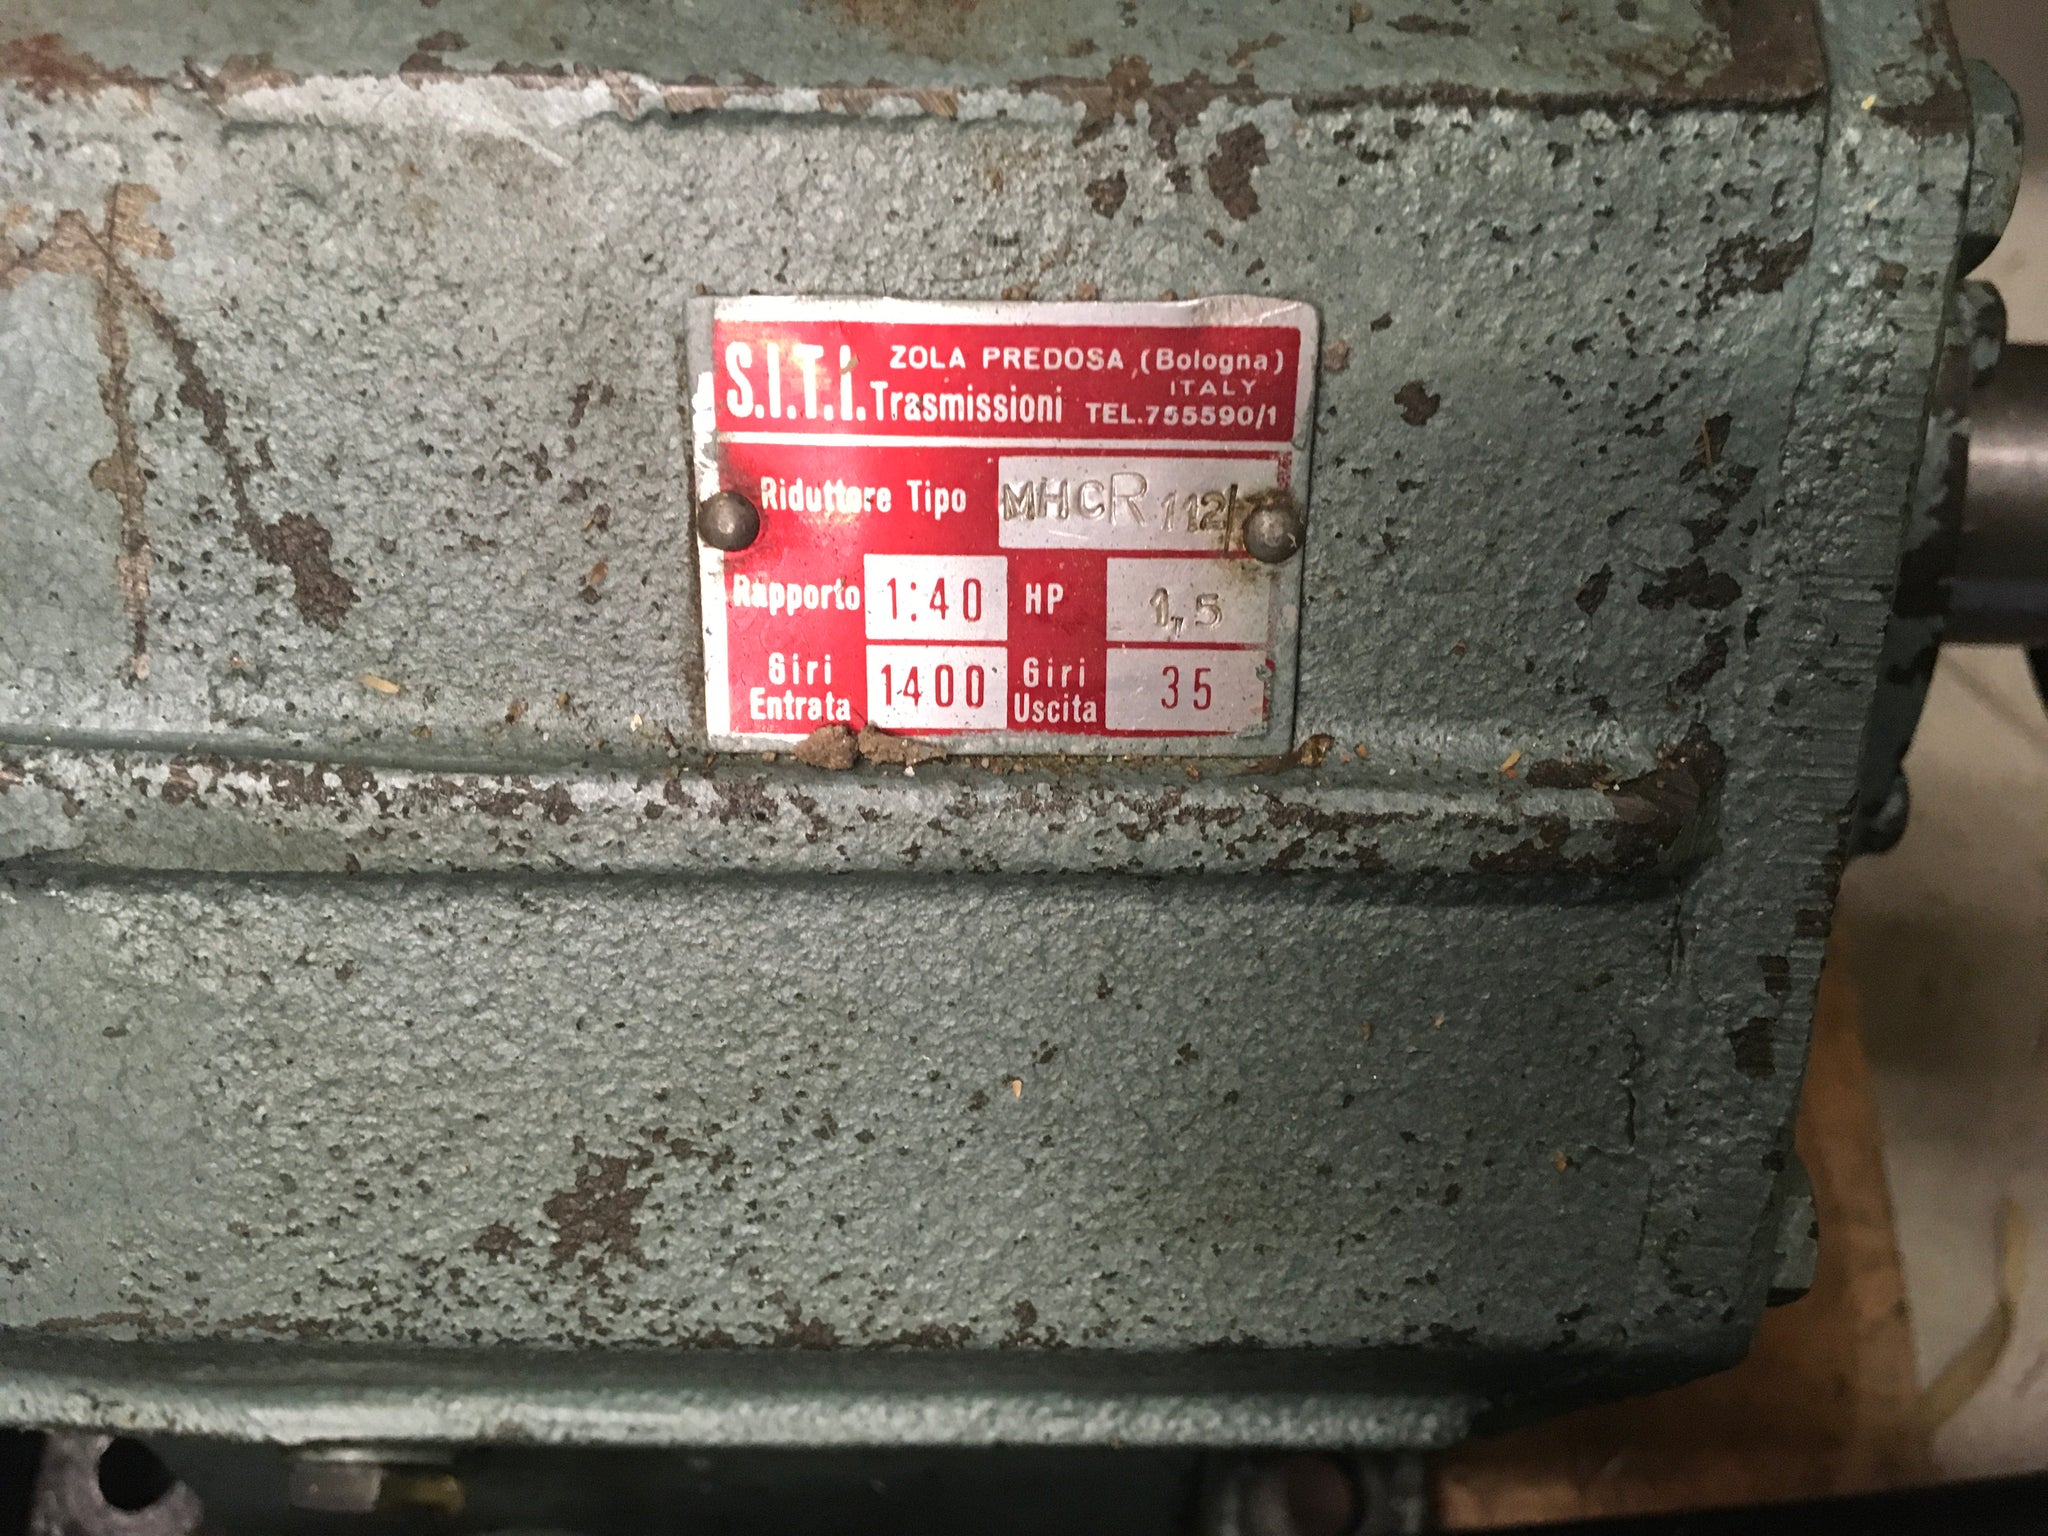 S.I.T.I. Trasmissioni
ZOLA PREDOSA (Bologna)
ITALY
TEL.755590/1
Riduttore Tipo MHCR 112/
Rapporto 1:40 HP 1,5
Giri Entrata 1400 Giri Uscita 35